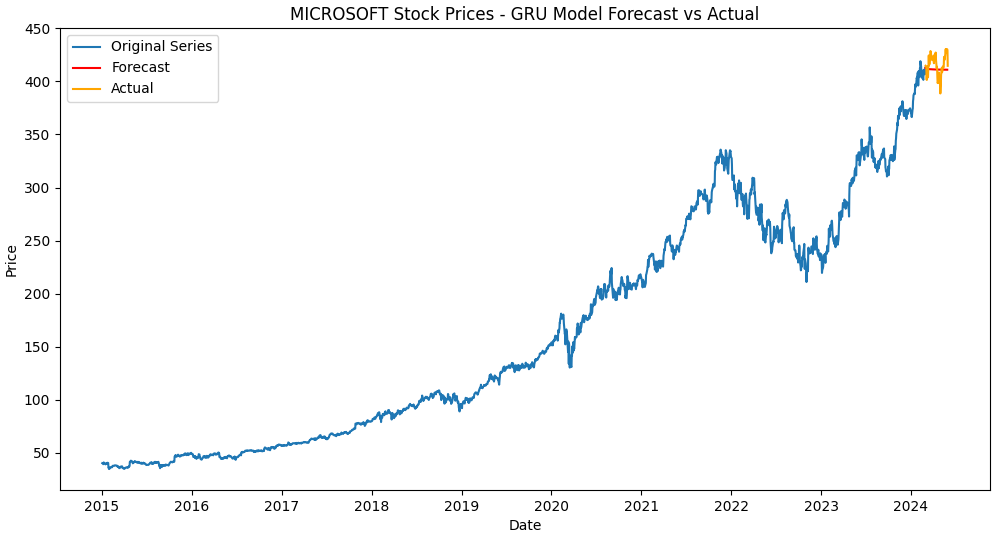 MICROSOFT Stock Prices - GRU Model Forecast vs Actual
Original Series
Forecast
Actual
Price
450
400
350
300
250
200
150
100
50
2015 2016 2017 2018 2019 2020 2021 2022 2023 2024
Date